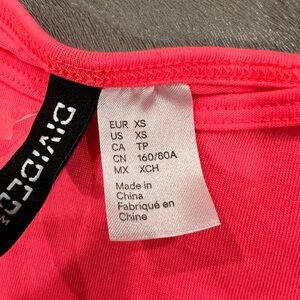 DIVIDED
EUR XS
US XS
CA TP
CN 160/80A
MX XCH
Made in
China
Fabriqué en
Chine